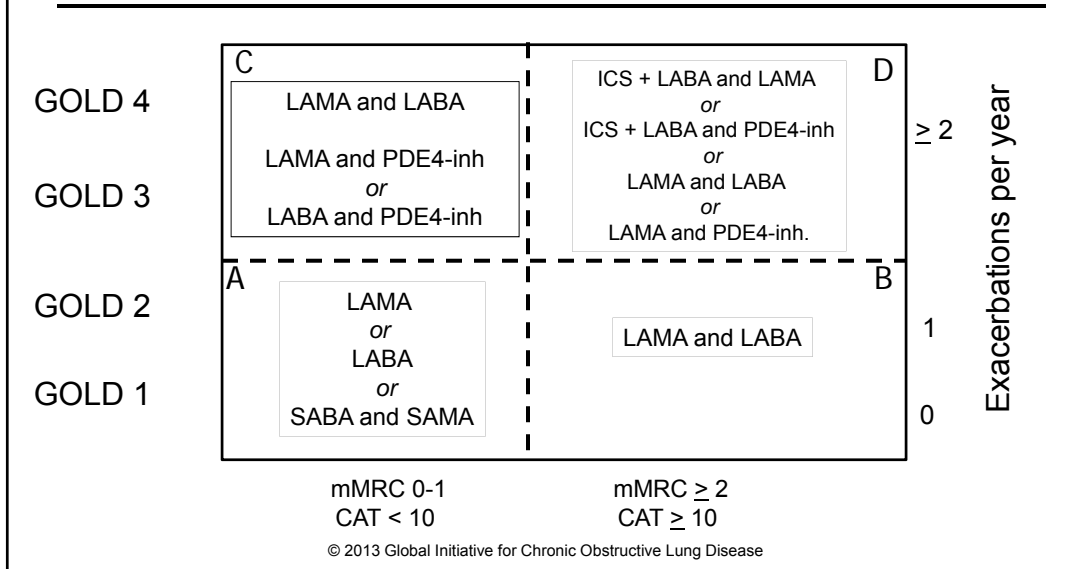 C
D
GOLD 4
GOLD 3
GOLD 2
GOLD 1
LAMA and LABA
LAMA and PDE4-inh
or
LABA and PDE4-inh
ICS + LABA and LAMA
or
ICS + LABA and PDE4-inh
or
LAMA and LABA
or
LAMA and PDE4-inh.
A
B
LAMA
or
LABA
or
SABA and SAMA
LAMA and LABA
≥ 2
1
0
Exacerbations per year
mMRC 0-1
CAT < 10
mMRC ≥ 2
CAT ≥ 10
© 2013 Global Initiative for Chronic Obstructive Lung Disease